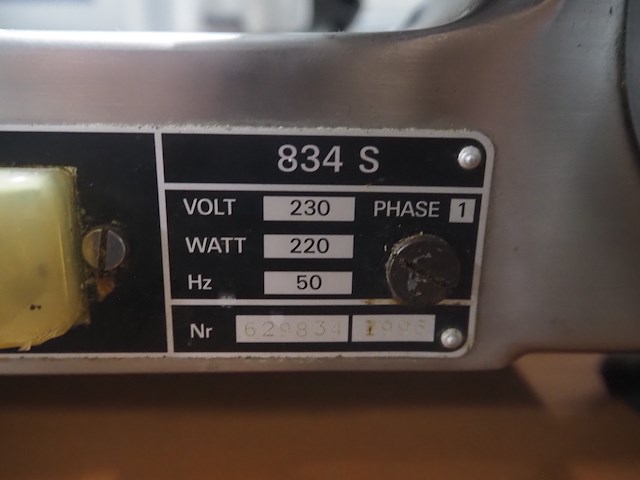 834 S
VOLT 230 PHASE 1
WATT 220
Hz 50
Nr 629834